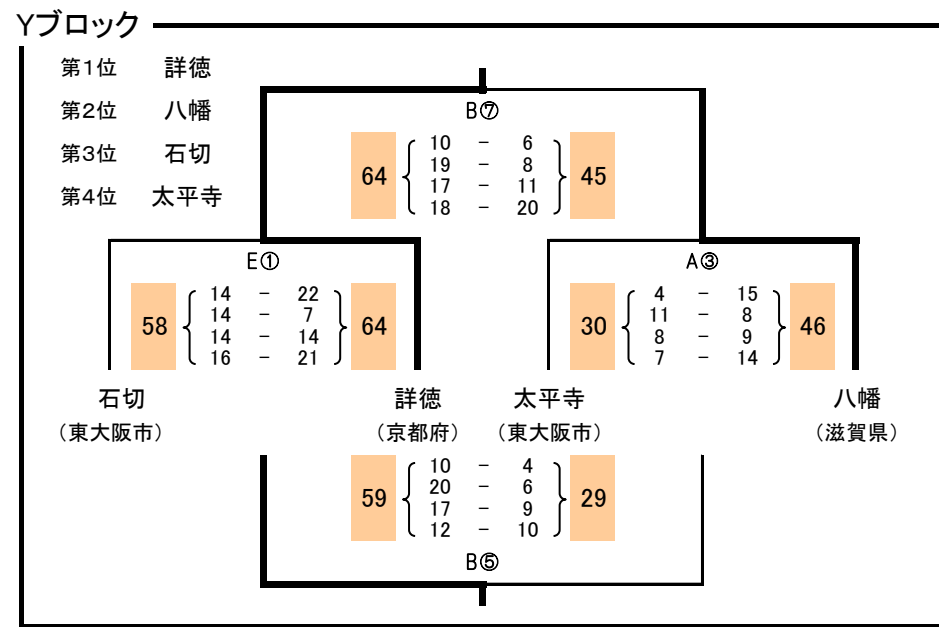 Yブロック
第1位 詳徳
第2位 八幡
第3位 石切
第4位 太平寺
B⑦
64 10 - 6 45
19 - 8
17 - 11
18 - 20
E①
58 14 - 22 64
14 - 7
14 - 14
16 - 21
A③
30 4 - 15 46
11 - 8
8 - 9
7 - 14
石切 詳徳 太平寺 八幡
（東大阪市） （京都府） （東大阪市） （滋賀県）
59 10 - 4 29
20 - 6
17 - 9
12 - 10
B⑤